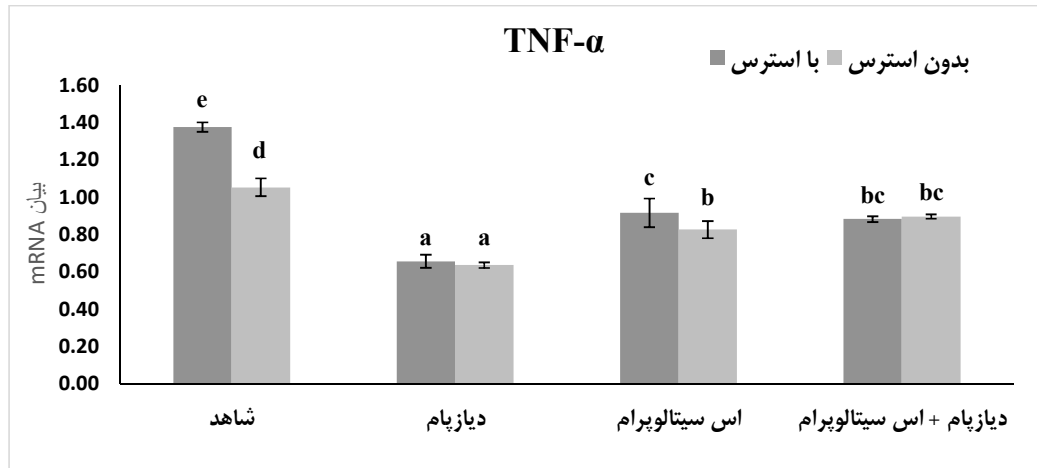 TNF-α
با استرس بدون استرس
1.60
1.40
1.20
1.00
0.80
0.60
0.40
0.20
0.00
بیان mRNA
e
d
a
a
c
b
bc
bc
شاهد
دیازپام
اس سیتالوپرام
دیازپام + اس سیتالوپرام